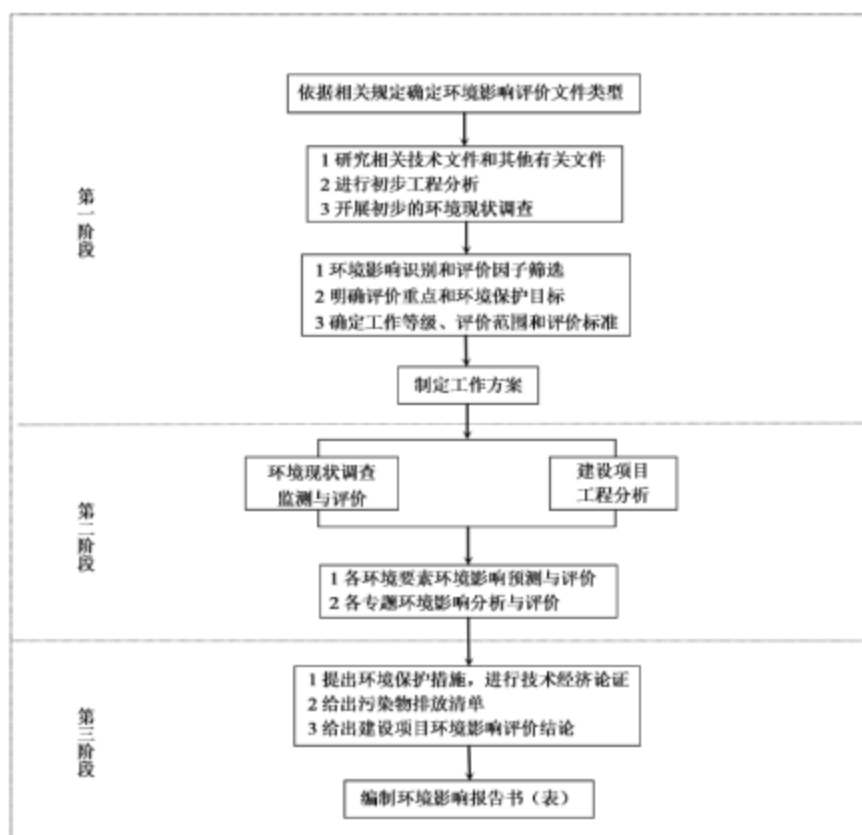 依据相关规定确定环境影响评价文件类型
第一阶段
1 研究相关技术文件和其他有关文件
2 进行初步工程分析
3 开展初步的环境现状调查
1 环境影响识别和评价因子筛选
2 明确评价重点和环境保护目标
3 确定工作等级、评价范围和评价标准
制定工作方案
第二阶段
环境现状调查
监测与评价
建设项目
工程分析
1 各环境要素环境影响预测与评价
2 各专题环境影响分析与评价
第三阶段
1 提出环境保护措施，进行技术经济论证
2 给出污染物排放清单
3 给出建设项目环境影响评价结论
编制环境影响报告书（表）